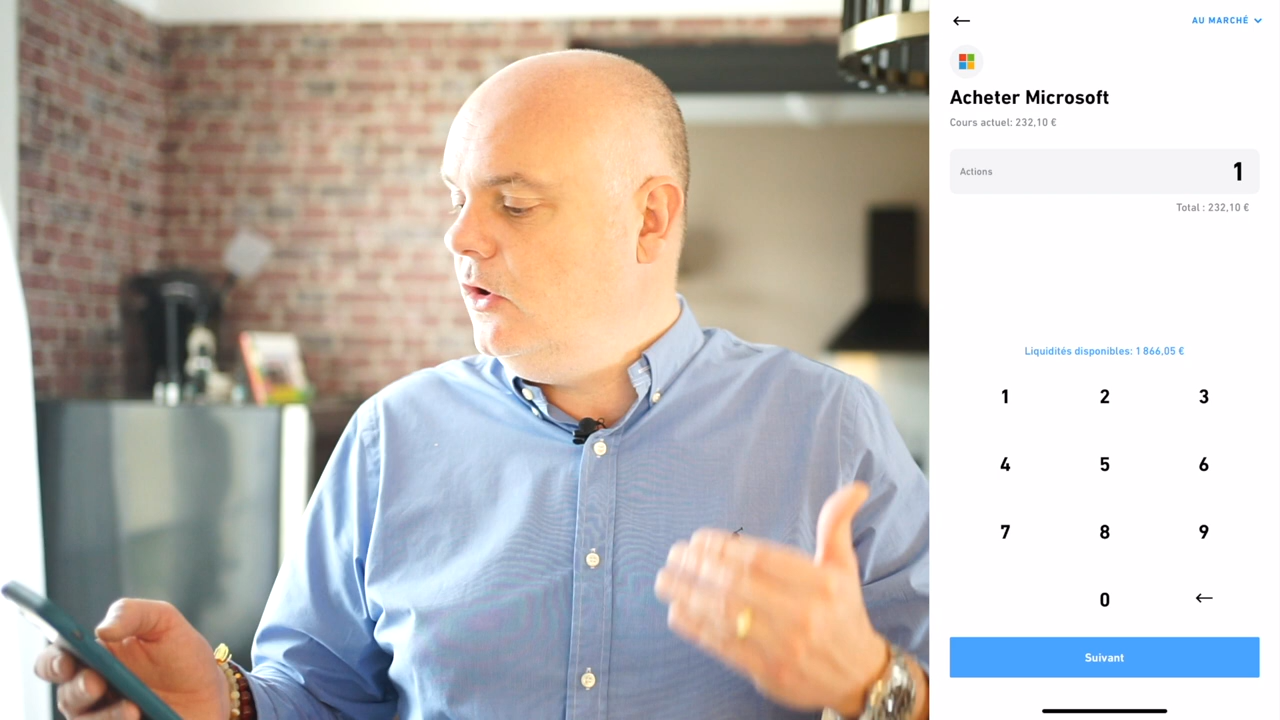 ←
AU MARCHÉ
Acheter Microsoft
Cours actuel: 232,10 €
Actions 1
Total : 232,10 €
Liquidités disponibles: 1 866,05 €
1 2 3
4 5 6
7 8 9
0 ←
Suivant